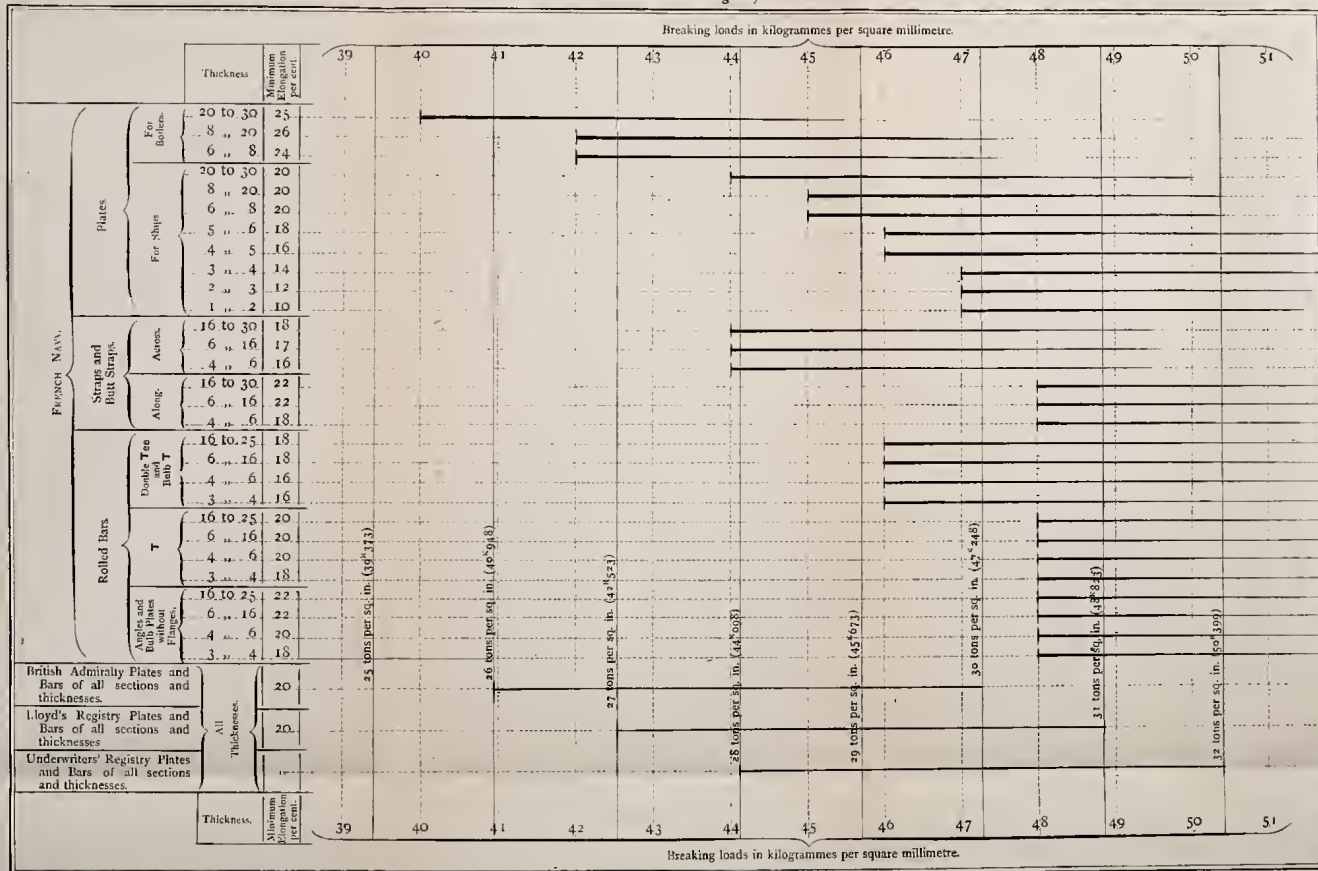 Breaking loads in kilogrammes per square millimetre.
Thickness
Minimum Elongation per cent.
39 40 41 42 43 44 45 46 47 48 49 50 51
FRENCH NAVY.
Plates.
For Boilers.
20 to 30 25
8 „ 20 26
6 „ 8 24
For Ships
20 to 30 20
8 „ 20 20
6 „ 8 20
5 „ 6 18
4 „ 5 16
3 „ 4 14
2 „ 3 12
1 „ 2 10
Straps and Butt Straps.
Across.
16 to 30 18
6 „ 16 17
4 „ 6 16
Along.
16 to 30 22
6 „ 16 22
4 „ 6 18
Rolled Bars.
Double Tee and Bulb T
16 to 25 18
6 „ 16 18
4 „ 6 16
3 „ 4 16
T
16 to 25 20
6 „ 16 20
4 „ 6 20
3 „ 4 18
Angles and Bulb Plates without Flanges.
16 to 25 22
6 „ 16 22
4 „ 6 20
3 „ 4 18
British Admiralty Plates and
Bars of all sections and
thicknesses.
20
Lloyd's Registry Plates and
Bars of all sections and
thicknesses
20
Underwriters' Registry Plates
and Bars of all sections
and thicknesses.
„
All Thicknesses.
25 tons per sq. in. (39ᴷ373)
26 tons per sq. in. (40ᴷ948)
27 tons per sq. in. (42ᴷ523)
28 tons per sq. in. (44ᴷ098)
29 tons per sq. in. (45ᴷ673)
30 tons per sq. in. (47ᴷ248)
31 tons per sq. in. (48ᴷ823)
32 tons per sq. in. (50ᴷ399)
Thickness.
Minimum Elongation per cent.
39 40 41 42 43 44 45 46 47 48 49 50 51
Breaking loads in kilogrammes per square millimetre.